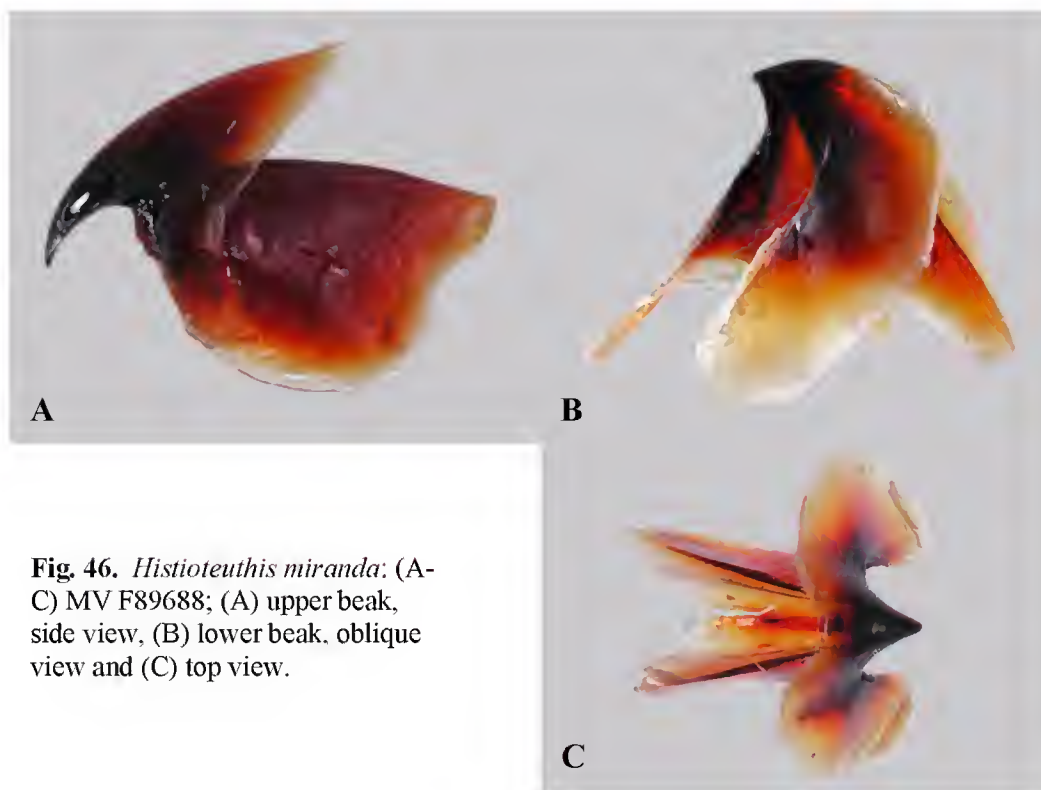 A
B
Fig. 46. Histioteuthis miranda: (A-
C) MV F89688; (A) upper beak,
side view, (B) lower beak, oblique
view and (C) top view.
C